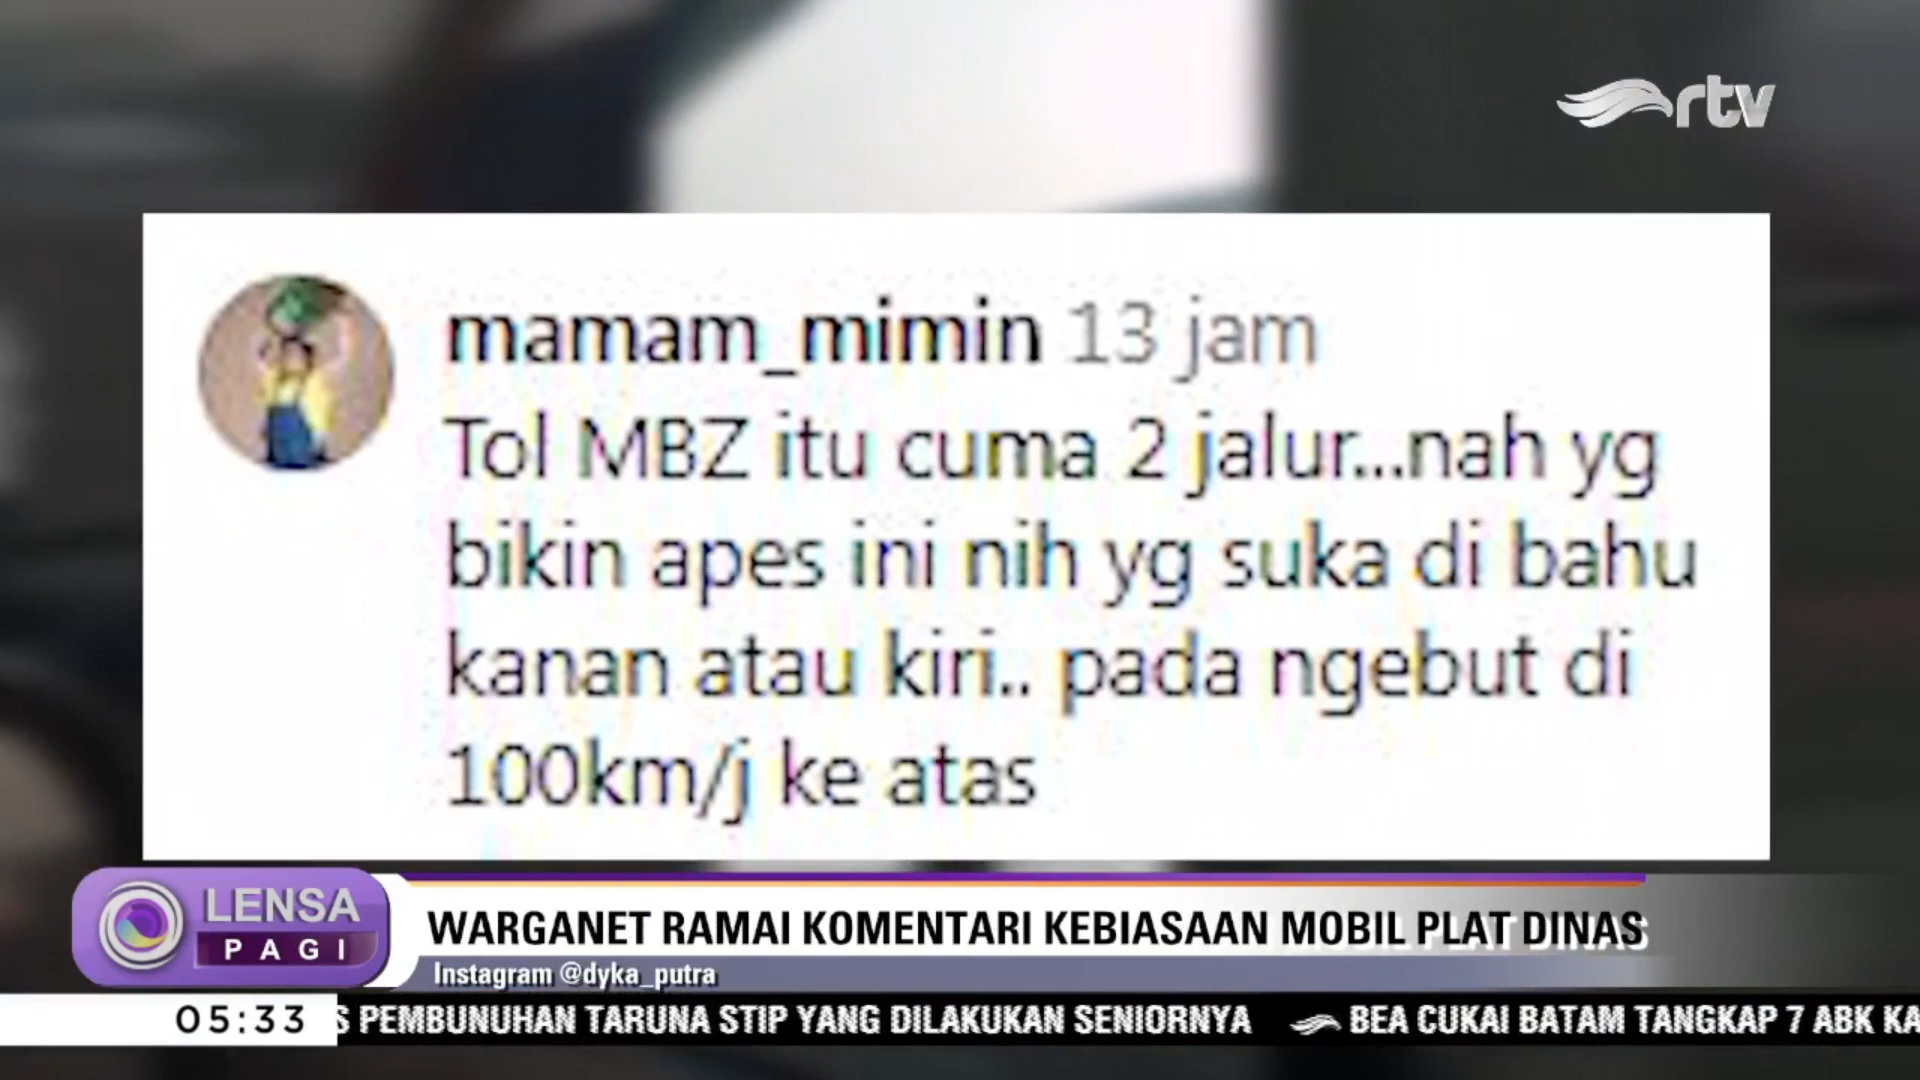 rtv
mamam_mimin 13 jam
Tol MBZ itu cuma 2 jalur...nah yg
bikin apes ini nih yg suka di bahu
kanan atau kiri.. pada ngebut di
100km/j ke atas
LENSA
PAGI
WARGANET RAMAI KOMENTARI KEBIASAAN MOBIL PLAT DINAS
Instagram @dyka_putra
05:33
S PEMBUNUHAN TARUNA STIP YANG DILAKUKAN SENIORNYA BEA CUKAI BATAM TANGKAP 7 ABK KA